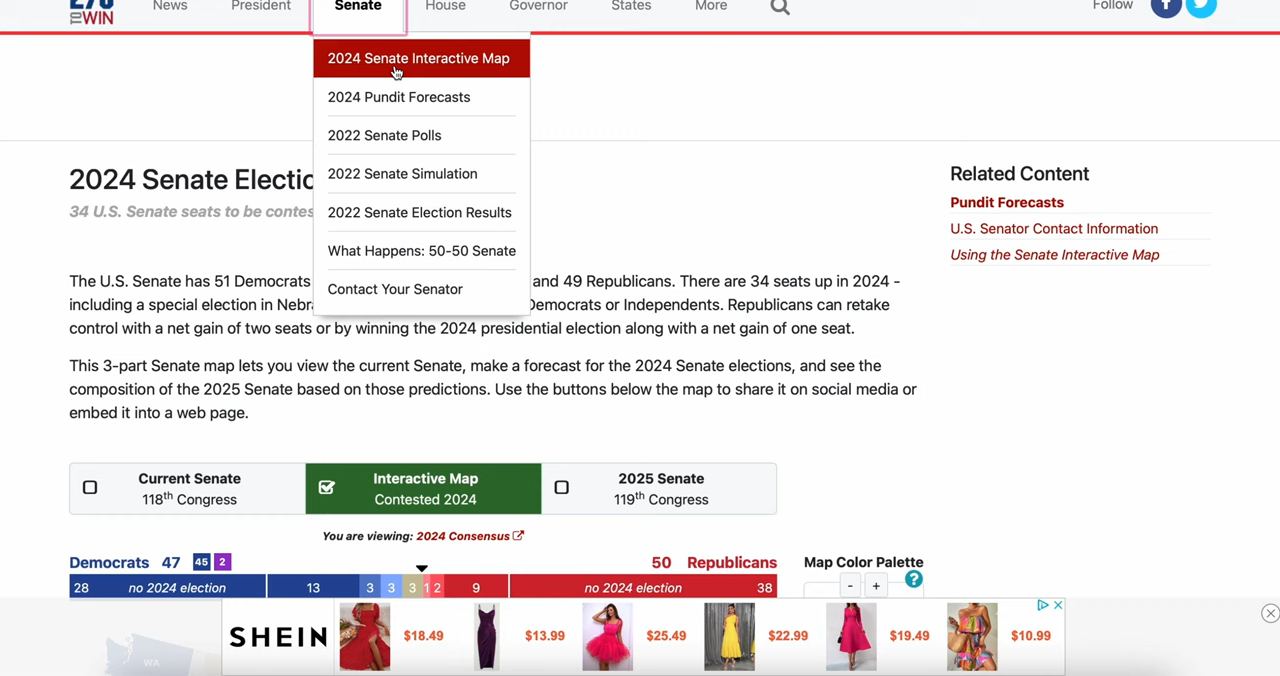 270
TO WIN
News
President
Senate
House
Governor
States
More
Follow
2024 Senate Interactive Map
2024 Pundit Forecasts
2022 Senate Polls
2022 Senate Simulation
2022 Senate Election Results
What Happens: 50-50 Senate
Contact Your Senator
2024 Senate Electio
34 U.S. Senate seats to be contes
The U.S. Senate has 51 Democrats and 49 Republicans. There are 34 seats up in 2024 -
including a special election in Nebr Democrats or Independents. Republicans can retake
control with a net gain of two seats or by winning the 2024 presidential election along with a net gain of one seat.
This 3-part Senate map lets you view the current Senate, make a forecast for the 2024 Senate elections, and see the
composition of the 2025 Senate based on those predictions. Use the buttons below the map to share it on social media or
embed it into a web page.
Related Content
Pundit Forecasts
U.S. Senator Contact Information
Using the Senate Interactive Map
Current Senate
118th Congress
Interactive Map
Contested 2024
2025 Senate
119th Congress
You are viewing: 2024 Consensus
Democrats 47 45 2
50 Republicans
28 no 2024 election 13 3 3 3 1 2 9 no 2024 election 38
Map Color Palette
- + ?
WA
SHEIN
$18.49
$13.99
$25.49
$22.99
$19.49
$10.99